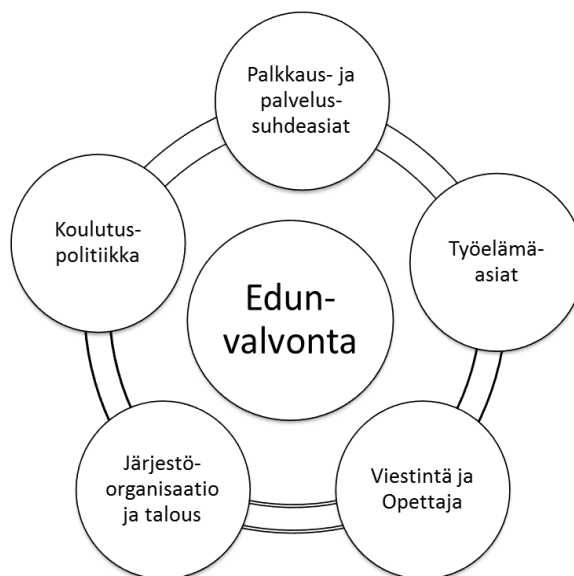 Palkkaus- ja
palvelus-
suhdeasiat
Koulutus-
politiikka
Työelämä-
asiat
Edun-
valvonta
Järjestö-
organisaatio
ja talous
Viestintä ja
Opettaja